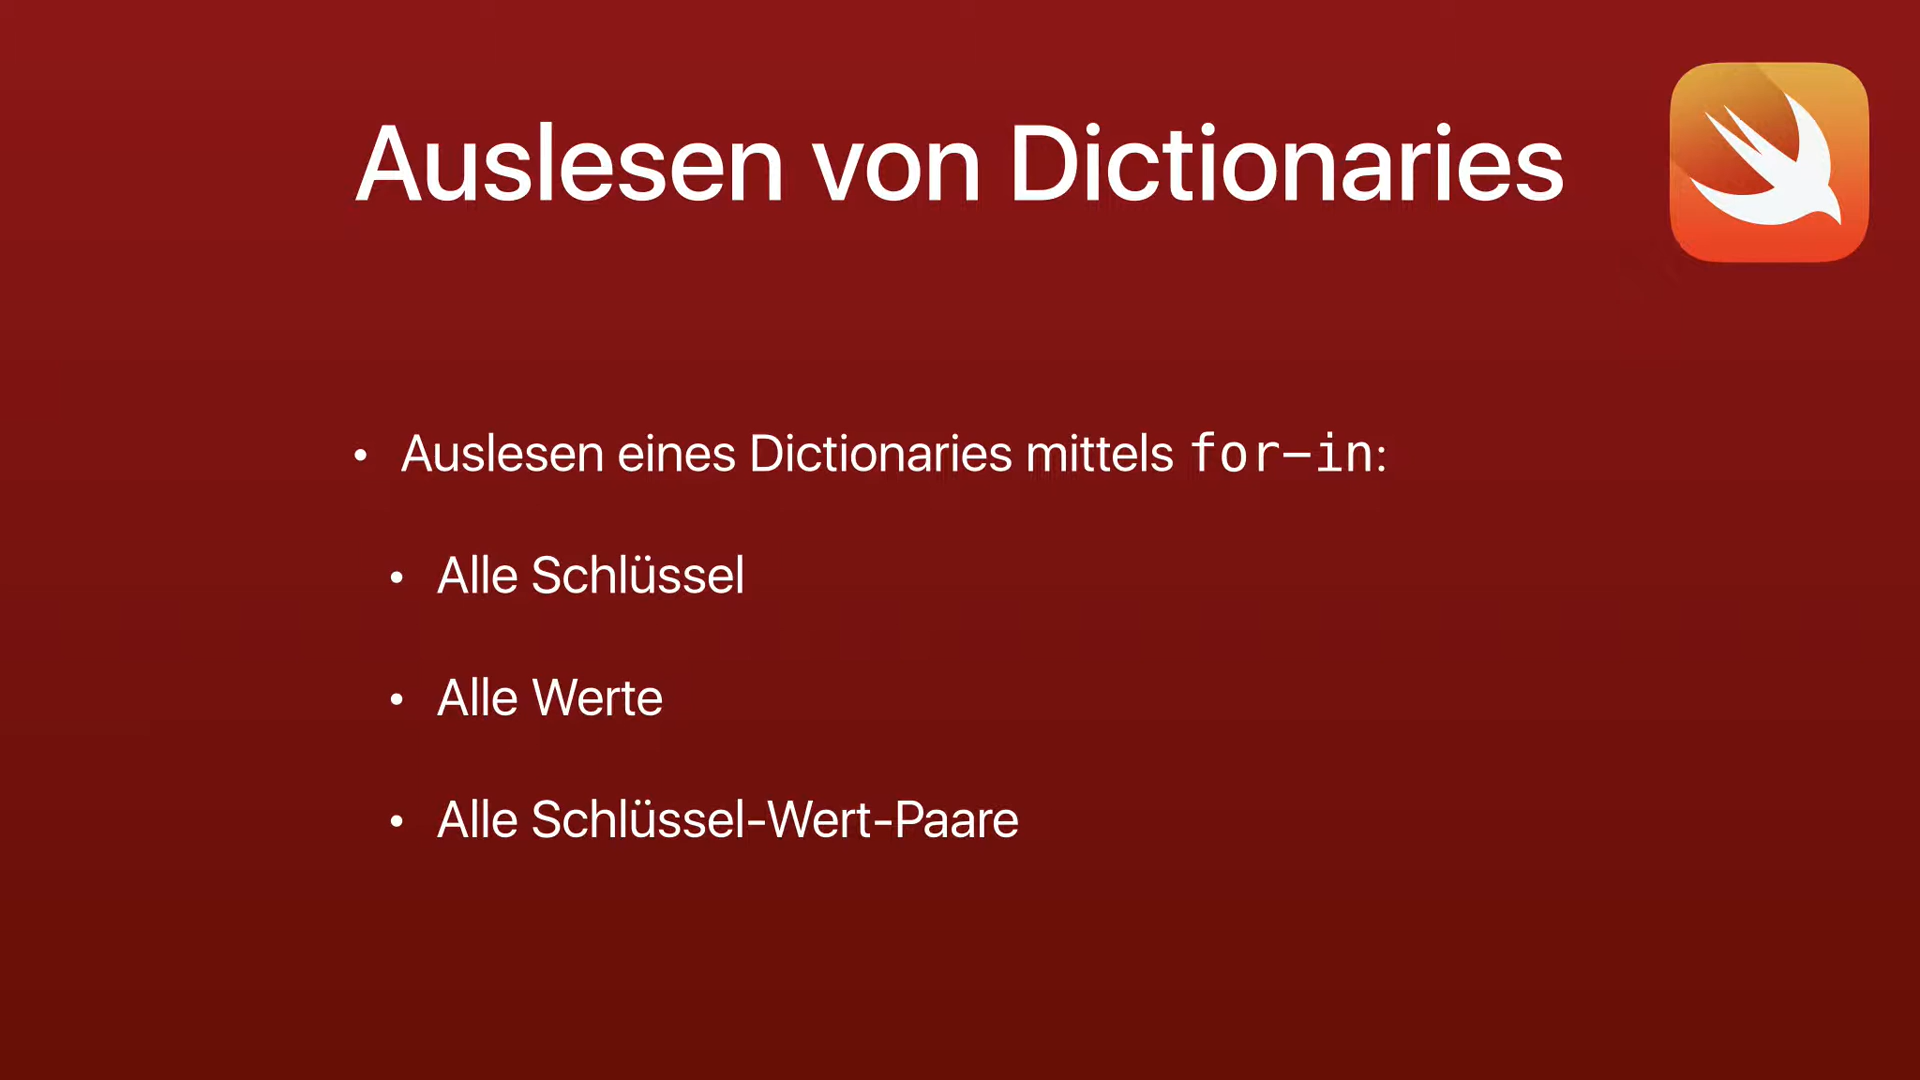 Auslesen von Dictionaries
• Auslesen eines Dictionaries mittels for-in:
• Alle Schlüssel
• Alle Werte
• Alle Schlüssel-Wert-Paare